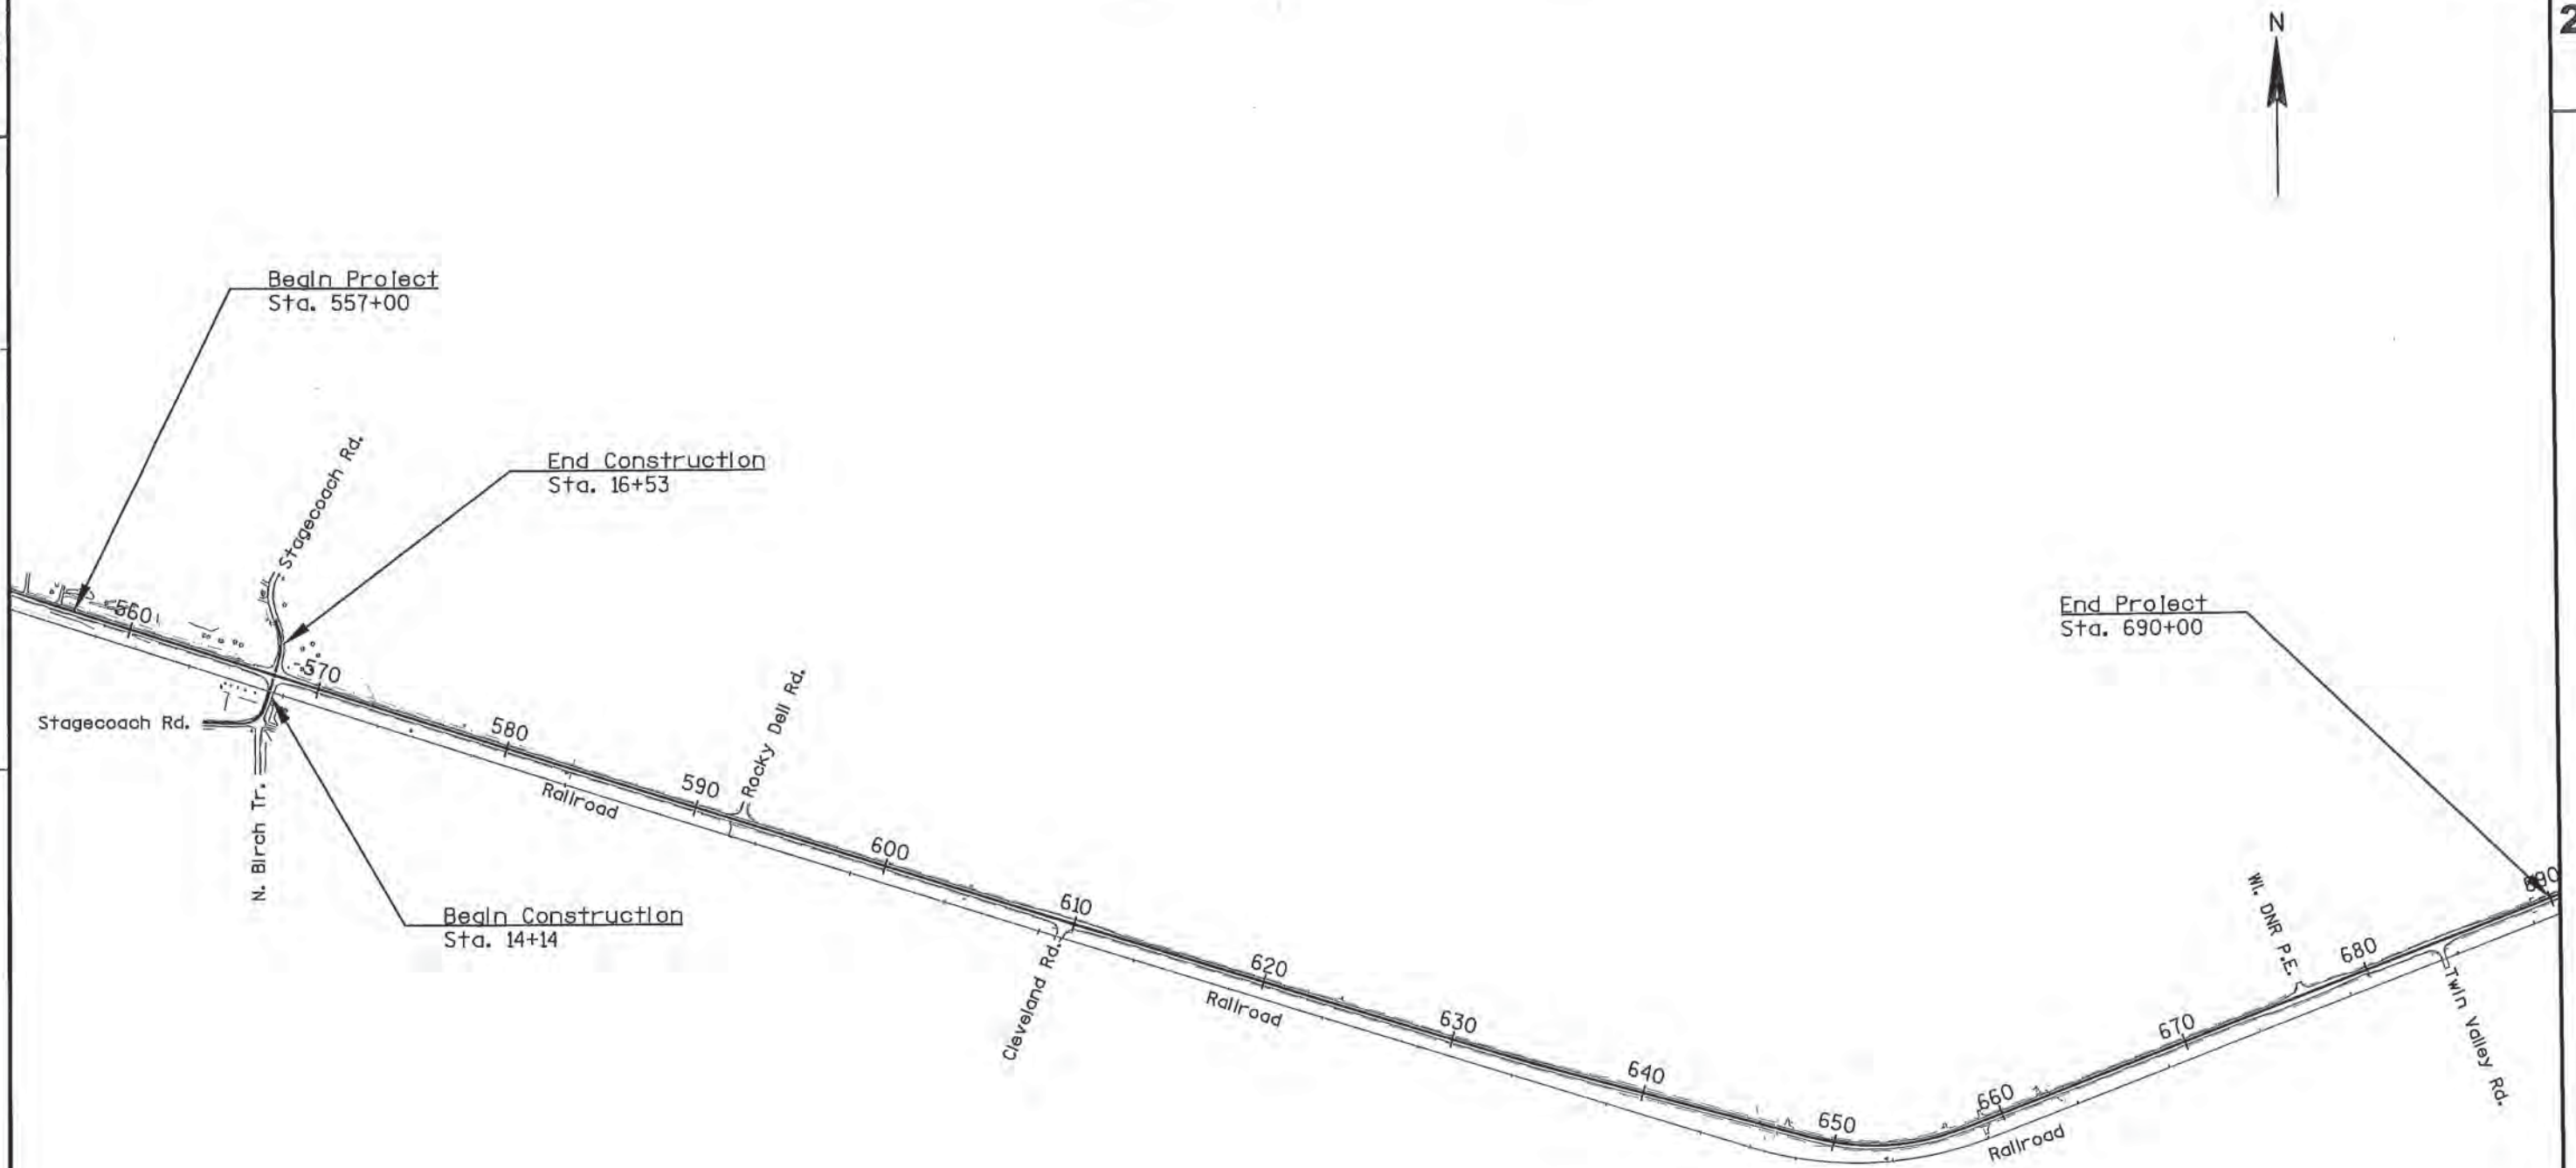 N
2
Begin Project
Sta. 557+00
Stagecoach Rd.
End Construction
Sta. 16+53
560
570
Stagecoach Rd.
N. Birch Tr.
Begin Construction
Sta. 14+14
580
Railroad
590
Rocky Dell Rd.
600
610
Cleveland Rd.
620
Railroad
630
640
650
660
Railroad
670
WI. DNR P.E.
680
Twin Valley Rd.
End Project
Sta. 690+00
690